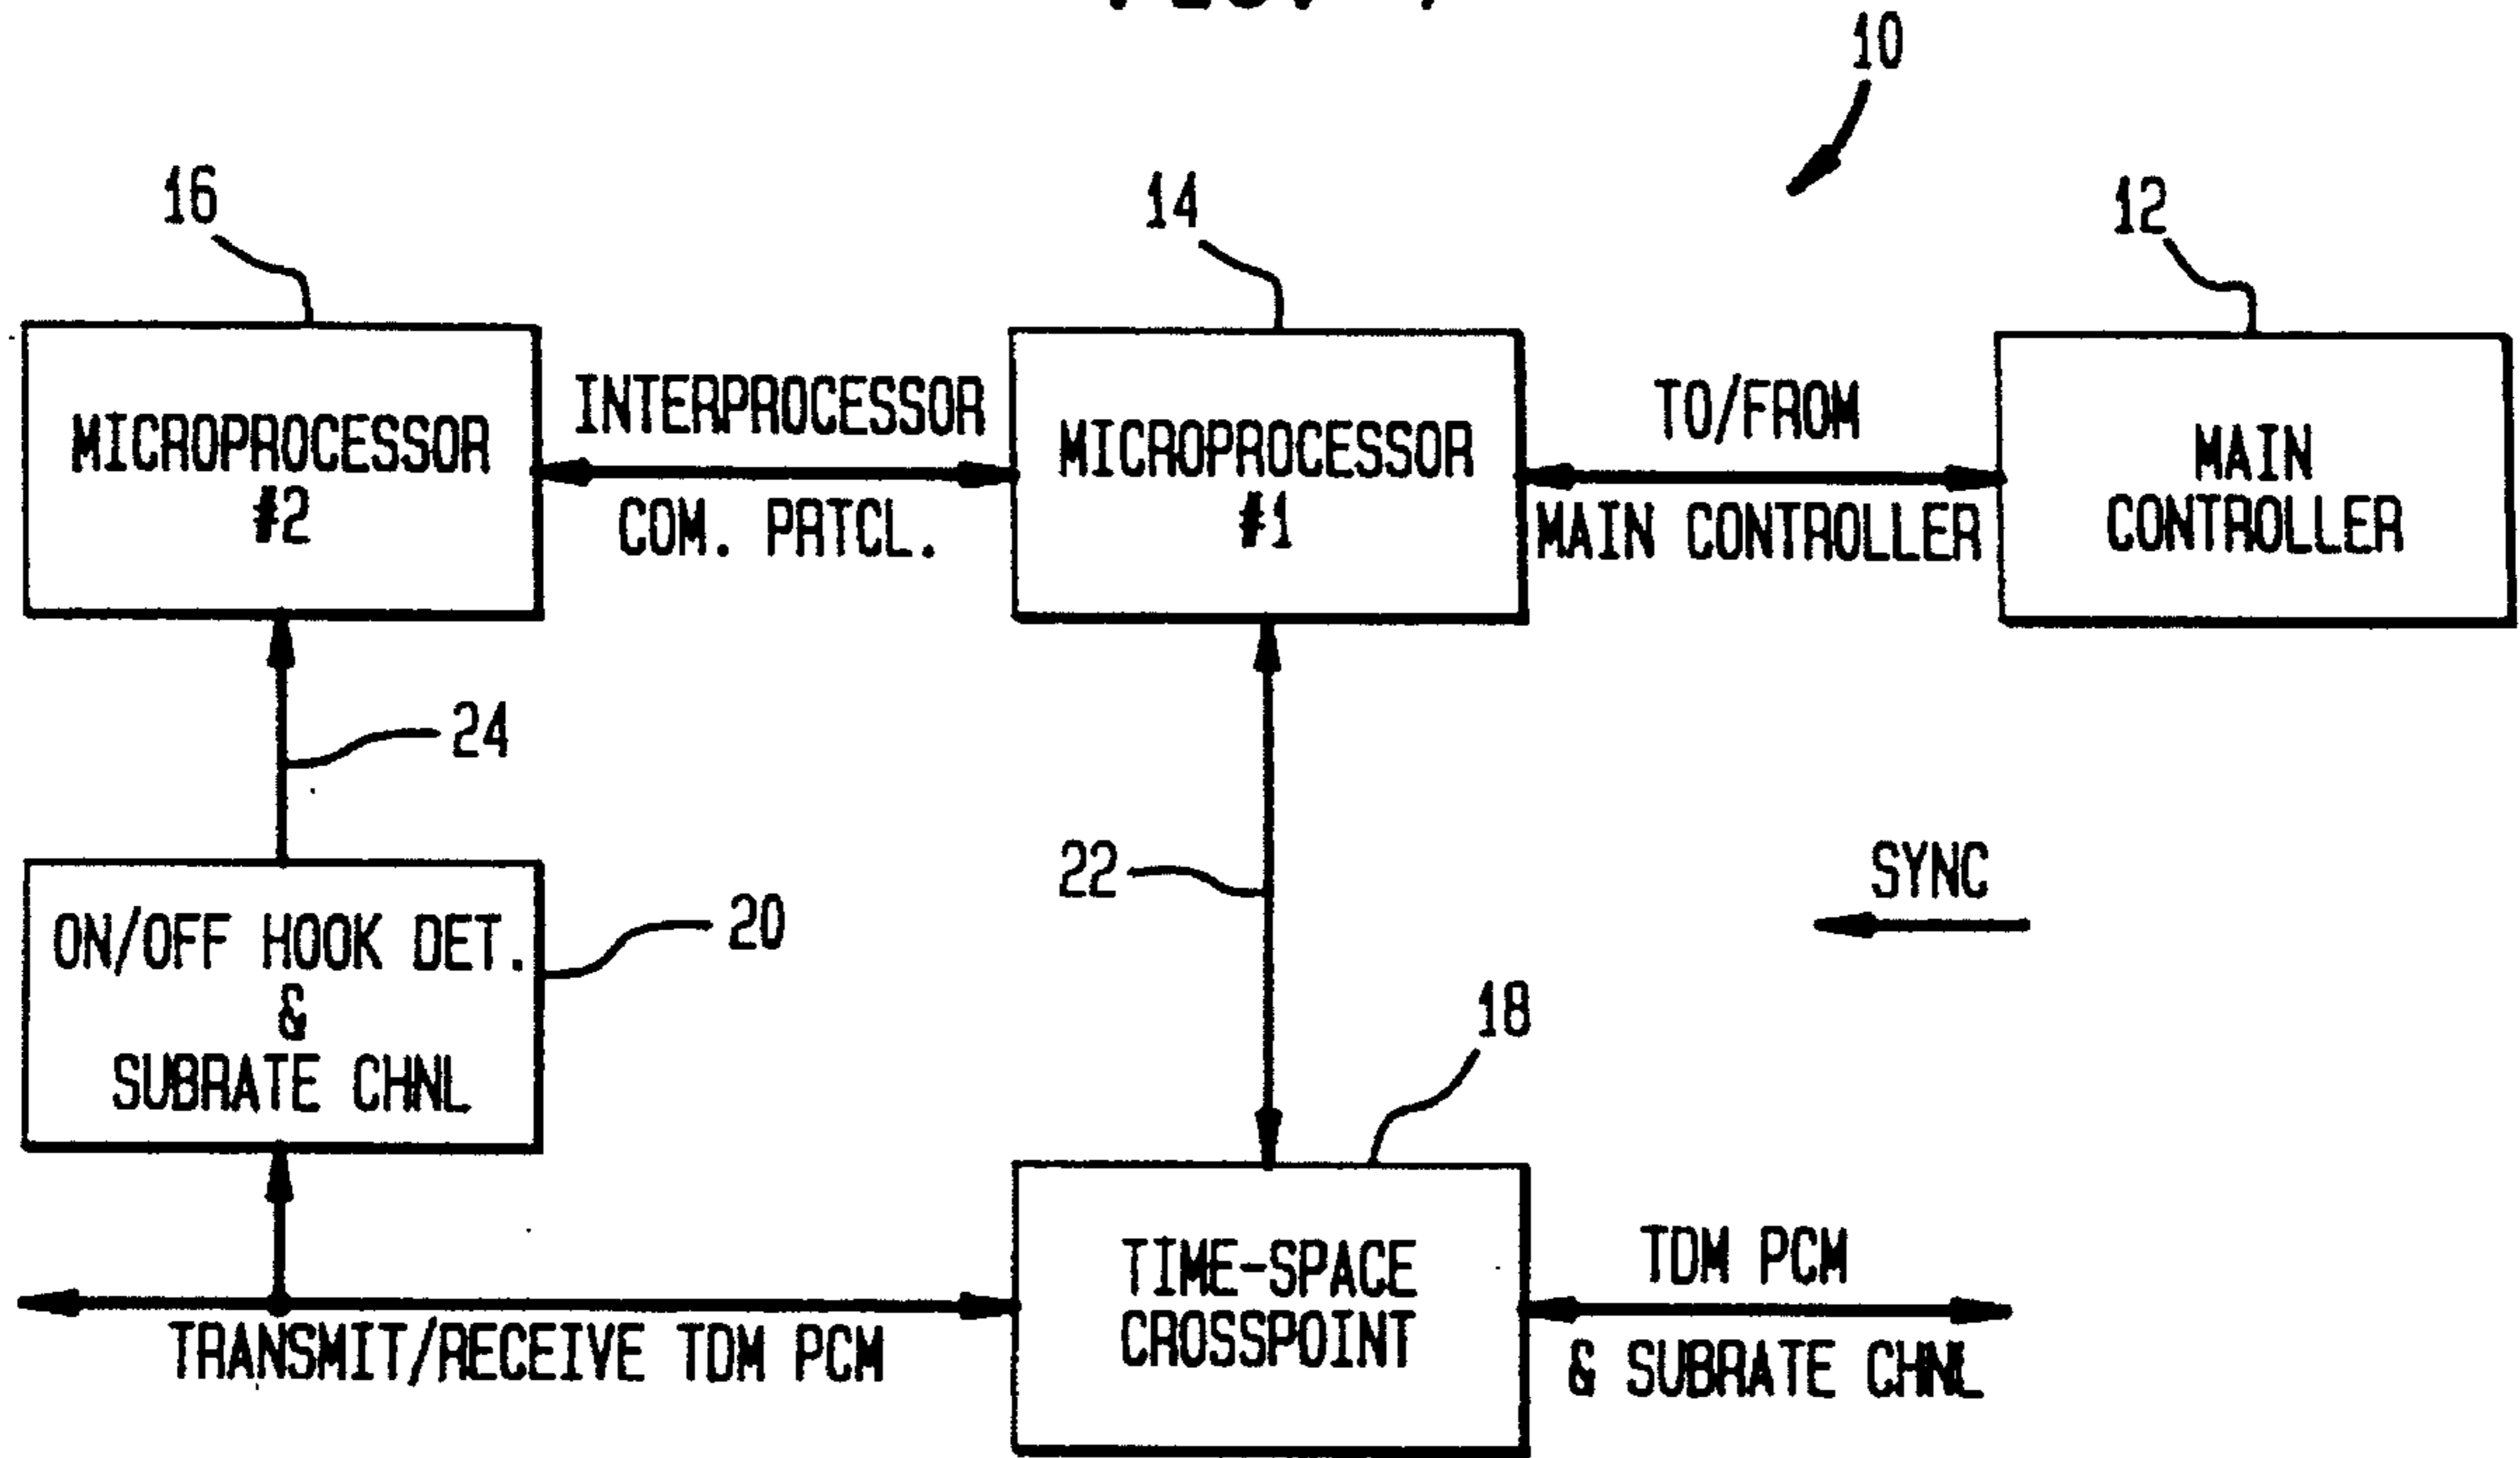 10
16
14
12
MICROPROCESSOR
#2
INTERPROCESSOR
COM. PRTCL.
MICROPROCESSOR
#1
TO/FROM
MAIN CONTROLLER
MAIN
CONTROLLER
24
22
SYNC
ON/OFF HOOK DET.
&
SUBRATE CHNL
20
18
TIME-SPACE
CROSSPOINT
TDM PCM
& SUBRATE CHNL
TRANSMIT/RECEIVE TDM PCM